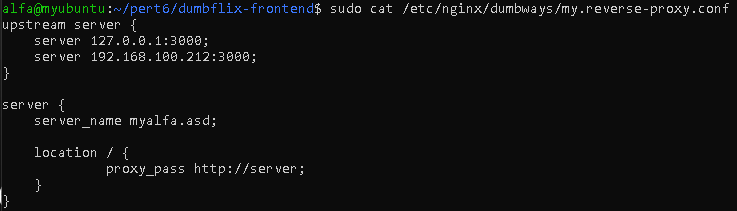 alfa@myubuntu:~/pert6/dumbflix-frontend$ sudo cat /etc/nginx/dumbways/my.reverse-proxy.conf
upstream server {
    server 127.0.0.1:3000;
    server 192.168.100.212:3000;
}

server {
    server_name myalfa.asd;

    location / {
             proxy_pass http://server;
    }
}